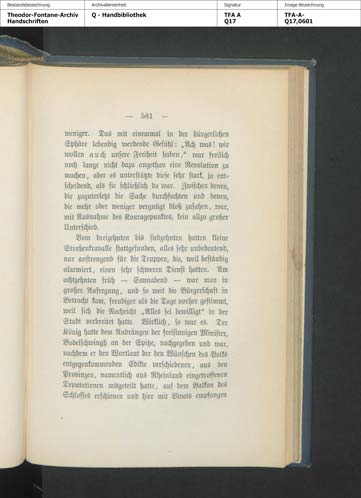 Bestandsbezeichnung
Archivalieneinheit
Signatur
Image Bezeichnung
Theodor-Fontane-Archiv
Handschriften
Q - Handbibliothek
TFA A
Q17
TFA-A-
Q17,0601
— 581 —
weniger. Das mit einemmal in der bürgerlichen
Sphäre lebendig werdende Gefühl: „Ach was! wir
wollen auch unsere Freiheit haben,“ war freilich
noch lange nicht dazu angethan eine Revolution zu
machen, aber es unterstützte diese sehr stark, ja ent-
scheidend, als sie schließlich da war. Zwischen denen,
die zuguterletzt die Sache durchfochten und denen,
die mehr oder weniger vergnügt bloß zusahen, war,
mit Ausnahme des Kouragepunktes, kein allzu großer
Unterschied.
Vom dreizehnten bis siebzehnten hatten kleine
Straßenkravalle stattgefunden, alles sehr unbedeutend,
nur anstrengend für die Truppen, die, weil beständig
alarmiert, einen sehr schweren Dienst hatten. Am
achtzehnten früh — Sonnabend — war man in
großer Aufregung, und so weit die Bürgerschaft in
Betracht kam, freudiger als die Tage vorher gestimmt,
weil sich die Nachricht „Alles sei bewilligt“ in der
Stadt verbreitet hatte. Wirklich, so war es. Der
König hatte dem Andrängen der freisinnigen Minister,
Bodelschwingh an der Spitze, nachgegeben und war,
nachdem er den Wortlaut der den Wünschen des Volks
entgegenkommenden Edikte verschiedenen, aus den
Provinzen, namentlich aus Rheinland eingetroffenen
Deputationen mitgeteilt hatte, auf dem Balkon des
Schlosses erschienen und hier mit Vivats empfangen